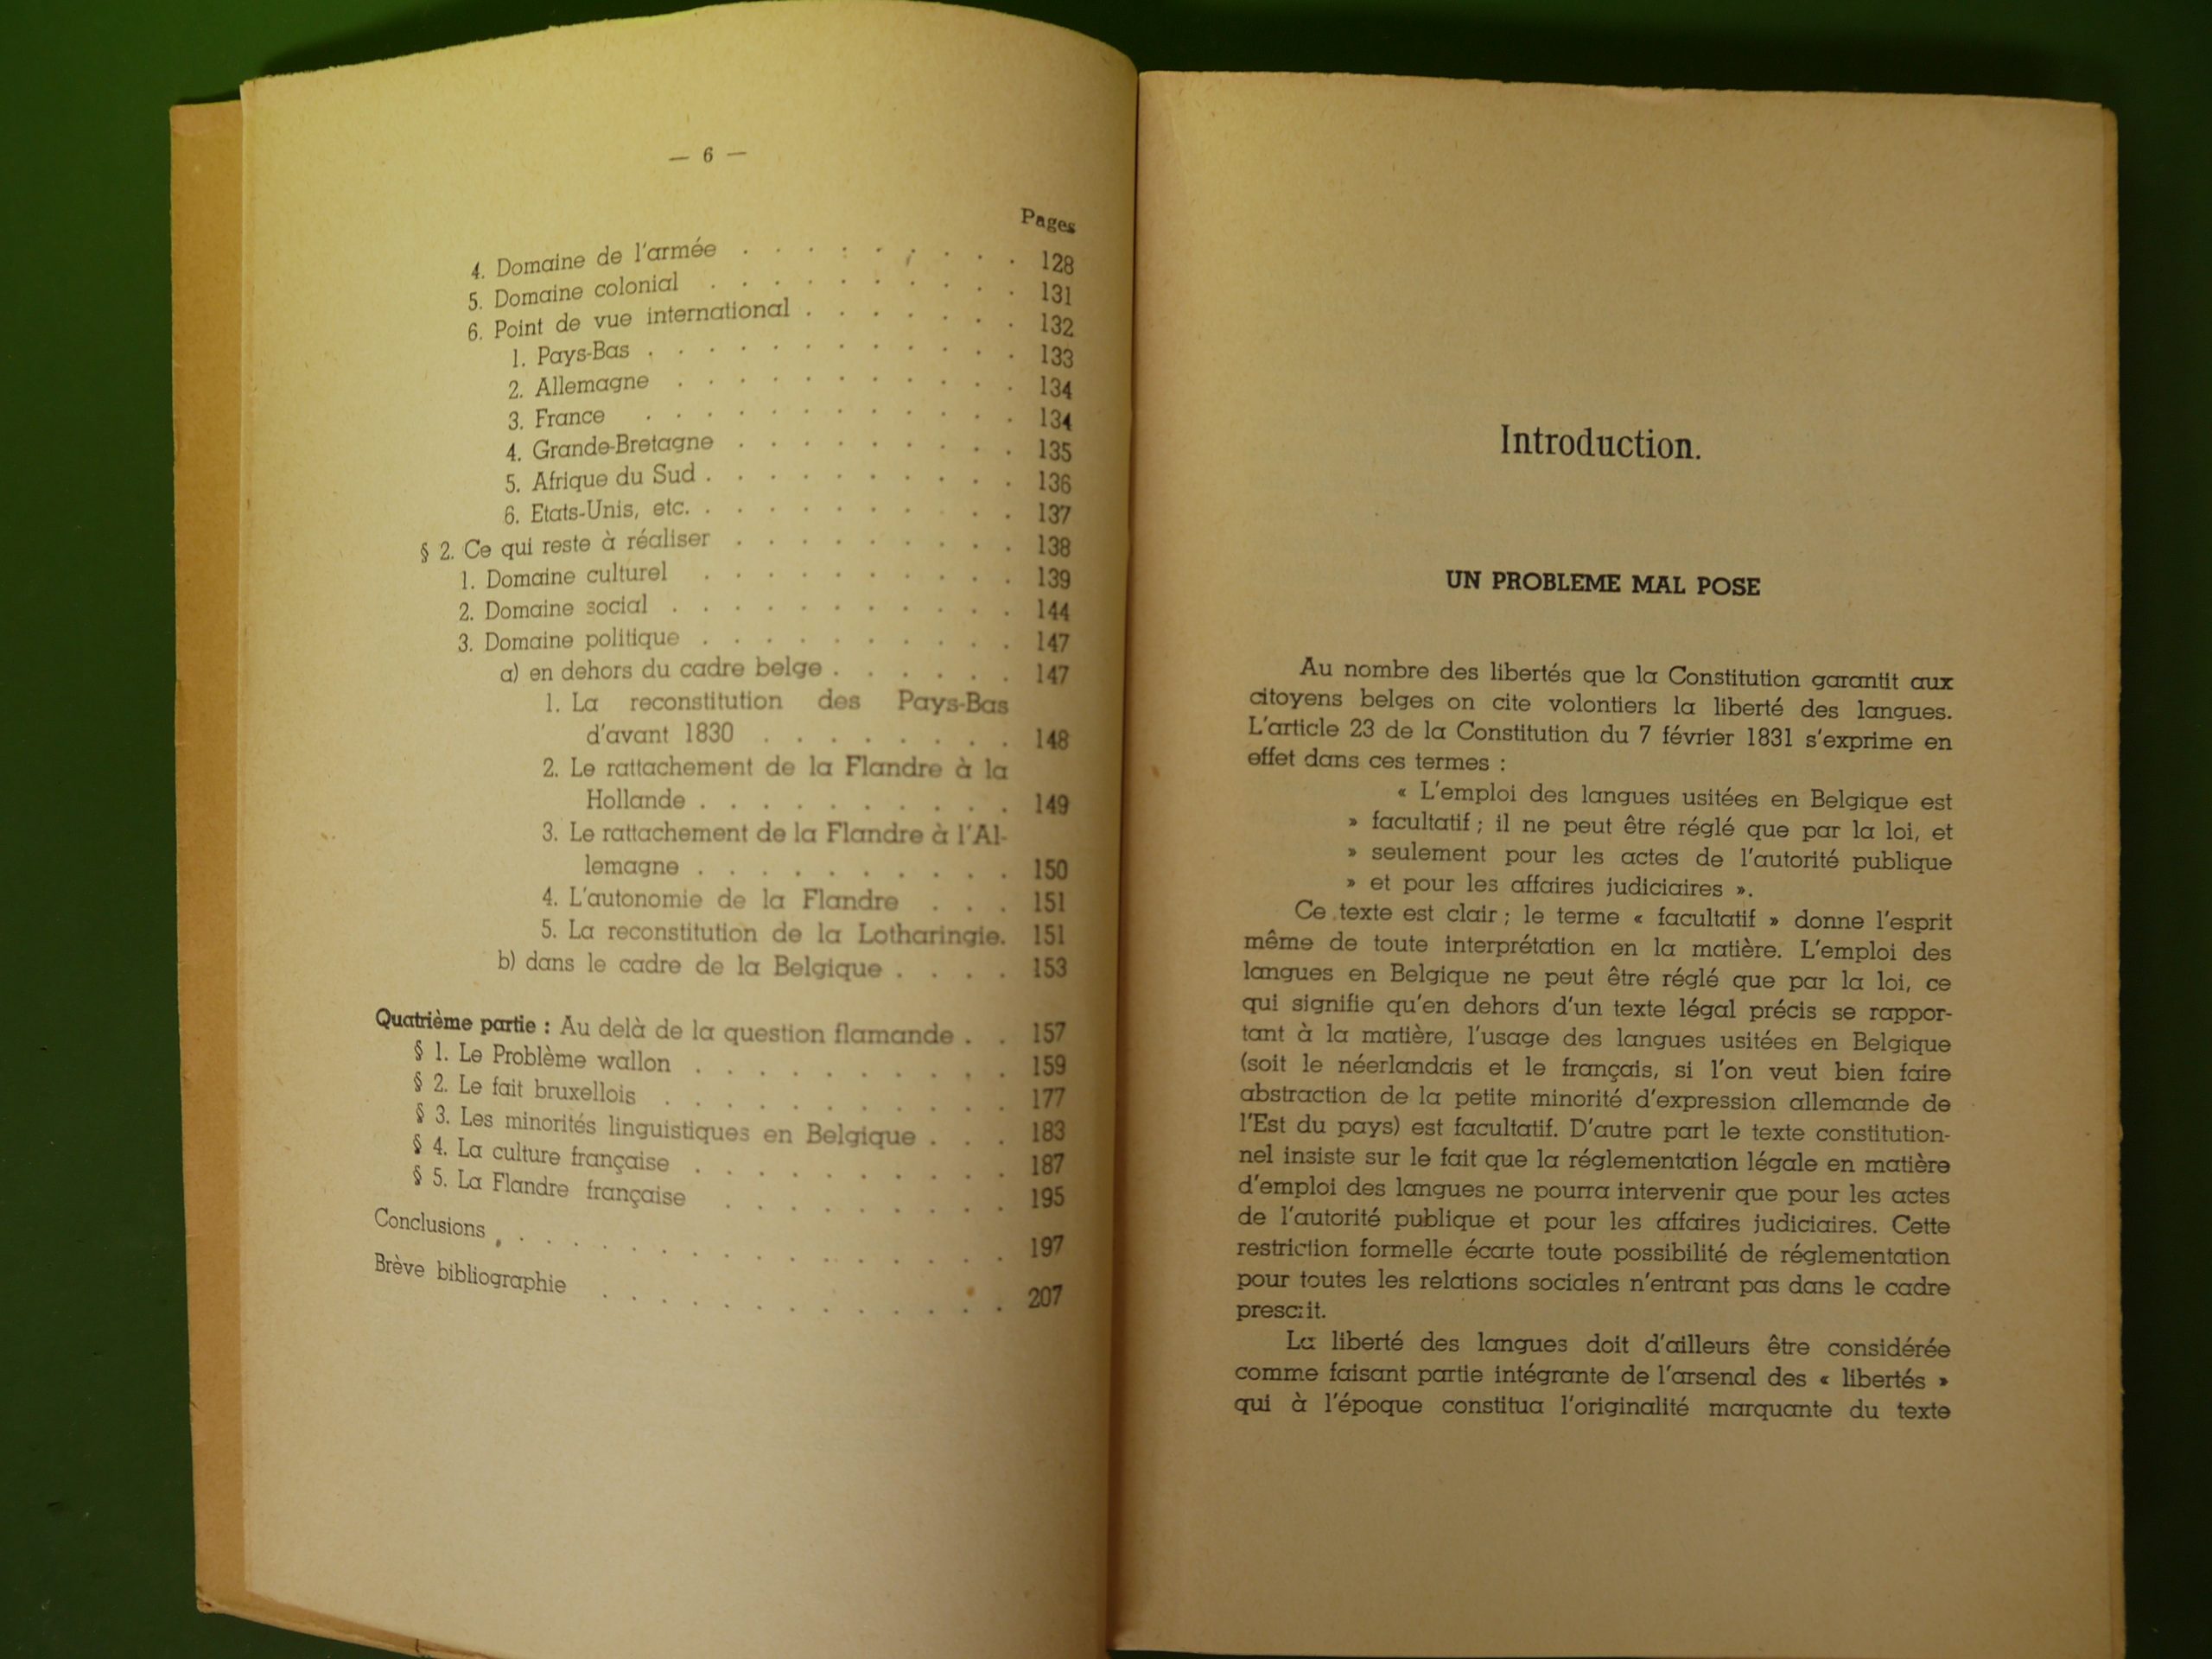 — 6 —
Pages
4. Domaine de l'armée . . . . . . . . . 128
5. Domaine colonial . . . . . . . . . . 131
6. Point de vue international . . . . . . . 132
1. Pays-Bas . . . . . . . . . . . . 133
2. Allemagne . . . . . . . . . . . 134
3. France . . . . . . . . . . . . 134
4. Grande-Bretagne . . . . . . . . . 135
5. Afrique du Sud . . . . . . . . . . 136
6. Etats-Unis, etc. . . . . . . . . . . 137
§ 2. Ce qui reste à réaliser . . . . . . . . . 138
1. Domaine culturel . . . . . . . . . . 139
2. Domaine social . . . . . . . . . . . 144
3. Domaine politique . . . . . . . . . . 147
a) en dehors du cadre belge . . . . . . 147
1. La reconstitution des Pays-Bas
d'avant 1830 . . . . . . . . 148
2. Le rattachement de la Flandre à la
Hollande . . . . . . . . . . 149
3. Le rattachement de la Flandre à l'Al-
lemagne . . . . . . . . . . 150
4. L'autonomie de la Flandre . . . 151
5. La reconstitution de la Lotharingie. 151
b) dans le cadre de la Belgique . . . . 153
Quatrième partie : Au delà de la question flamande . . 157
§ 1. Le Problème wallon . . . . . . . . . . 159
§ 2. Le fait bruxellois . . . . . . . . . . . 177
§ 3. Les minorités linguistiques en Belgique . . . 183
§ 4. La culture française . . . . . . . . . . 187
§ 5. La Flandre française . . . . . . . . . 195
Conclusions . . . . . . . . . . . . . . . . . 197
Brève bibliographie . . . . . . . . . . . . . . 207
Introduction.
UN PROBLEME MAL POSE
Au nombre des libertés que la Constitution garantit aux
citoyens belges on cite volontiers la liberté des langues.
L'article 23 de la Constitution du 7 février 1831 s'exprime en
effet dans ces termes :
« L'emploi des langues usitées en Belgique est
» facultatif ; il ne peut être réglé que par la loi, et
» seulement pour les actes de l'autorité publique
» et pour les affaires judiciaires ».
Ce texte est clair ; le terme « facultatif » donne l'esprit
même de toute interprétation en la matière. L'emploi des
langues en Belgique ne peut être réglé que par la loi, ce
qui signifie qu'en dehors d'un texte légal précis se rappor-
tant à la matière, l'usage des langues usitées en Belgique
(soit le néerlandais et le français, si l'on veut bien faire
abstraction de la petite minorité d'expression allemande de
l'Est du pays) est facultatif. D'autre part le texte constitution-
nel insiste sur le fait que la réglementation légale en matière
d'emploi des langues ne pourra intervenir que pour les actes
de l'autorité publique et pour les affaires judiciaires. Cette
restriction formelle écarte toute possibilité de réglementation
pour toutes les relations sociales n'entrant pas dans le cadre
prescrit.
La liberté des langues doit d'ailleurs être considérée
comme faisant partie intégrante de l'arsenal des « libertés »
qui à l'époque constitua l'originalité marquante du texte